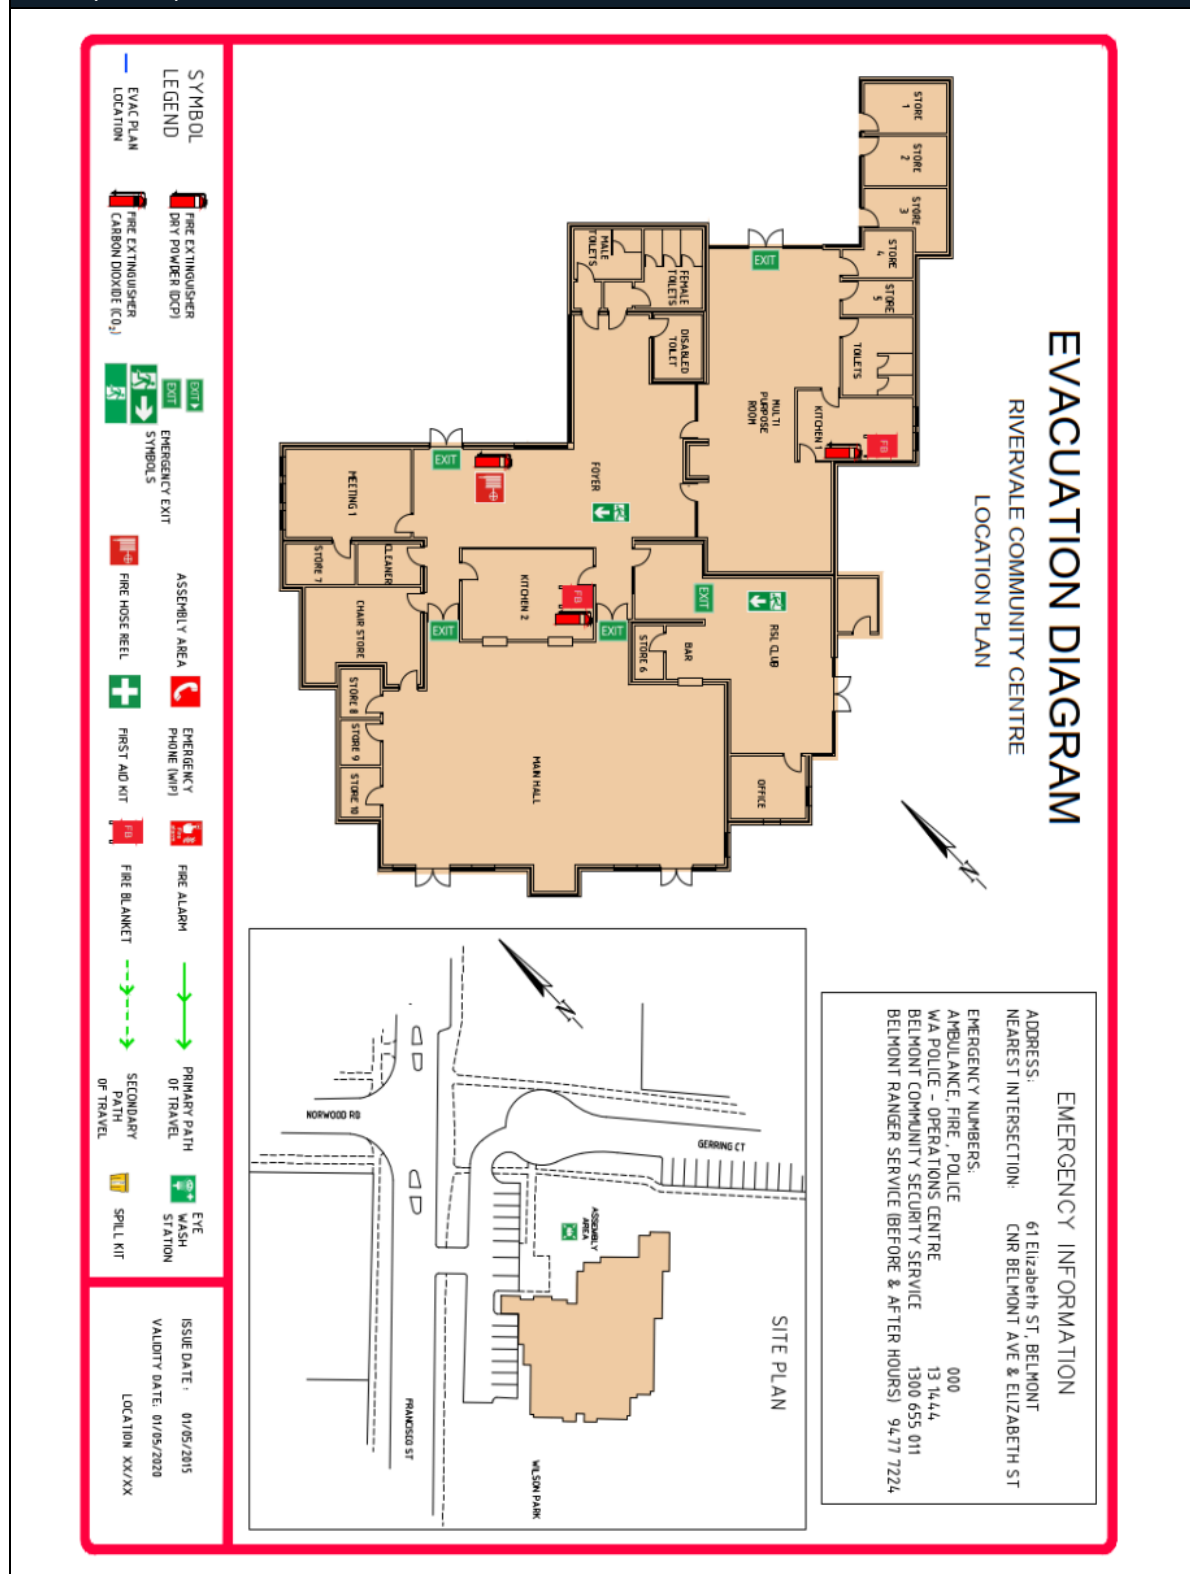 EVACUATION DIAGRAM
RIVERVALE COMMUNITY CENTRE
LOCATION PLAN
STORE
1
STORE
2
STORE
3
STORE
4
STORE
5
TOILETS
KITCHEN 1
FB
EXIT
MULTI
PURPOSE
ROOM
MALE
TOILETS
FEMALE
TOILETS
DISABLED
TOILET
FOYER
EXIT
MEETING 1
STORE 7
CLEANER
CHAIR STORE
KITCHEN 2
FB
EXIT
EXIT
EXIT
RSL CLUB
BAR
STORE 6
STORE 8
STORE 9
STORE 10
MAIN HALL
OFFICE
N
EMERGENCY INFORMATION
ADDRESS: 61 Elizabeth ST, BELMONT
NEAREST INTERSECTION: CNR BELMONT AVE & ELIZABETH ST
EMERGENCY NUMBERS:
AMBULANCE, FIRE , POLICE 000
WA POLICE - OPERATIONS CENTRE 13 1444
BELMONT COMMUNITY SECURITY SERVICE 1300 655 011
BELMONT RANGER SERVICE (BEFORE & AFTER HOURS) 9477 7224
SITE PLAN
N
GERRING CT
NORWOOD RD
ASSEMBLY
AREA
FRANCISCO ST
WILSON PARK
SYMBOL
LEGEND
EVAC PLAN
LOCATION
FIRE EXTINGUISHER
DRY POWDER (DCP)
FIRE EXTINGUISHER
CARBON DIOXIDE (CO2)
EXIT
EXIT
EMERGENCY EXIT
SYMBOLS
FIRE HOSE REEL
ASSEMBLY AREA
FIRST AID KIT
EMERGENCY
PHONE (WIP)
FB
FIRE BLANKET
FIRE ALARM
PRIMARY PATH
OF TRAVEL
SECONDARY
PATH
OF TRAVEL
EYE
WASH
STATION
SPILL KIT
ISSUE DATE : 01/05/2015
VALIDITY DATE: 01/05/2020
LOCATION XX/XX